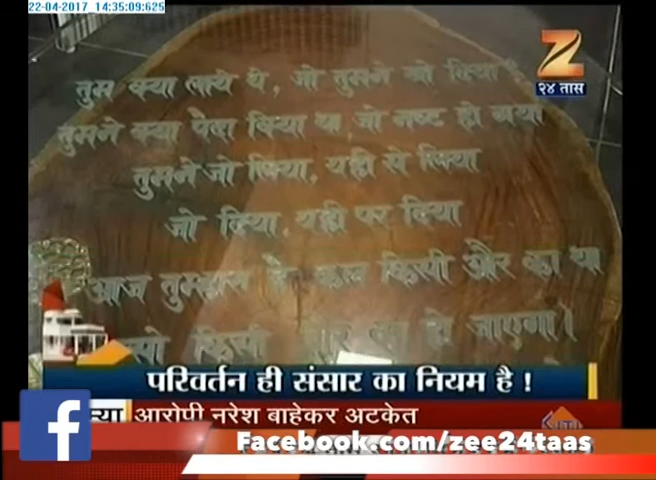 22-04-2017 14:35:09:625
२४ तास
तुम क्या लाये थे, जो तुमने खो दिया
तुमने क्या पैदा किया था, जो नष्ट हो गया
तुमने जो लिया, यही से लिया
जो दिया, यही पर दिया
आज तुम्हारा है कल किसी और का था
किसी और का हो जाएगा।
परिवर्तन ही संसार का नियम है !
आरोपी नरेश बाहेकर अटकेत
Facebook.com/zee24taas